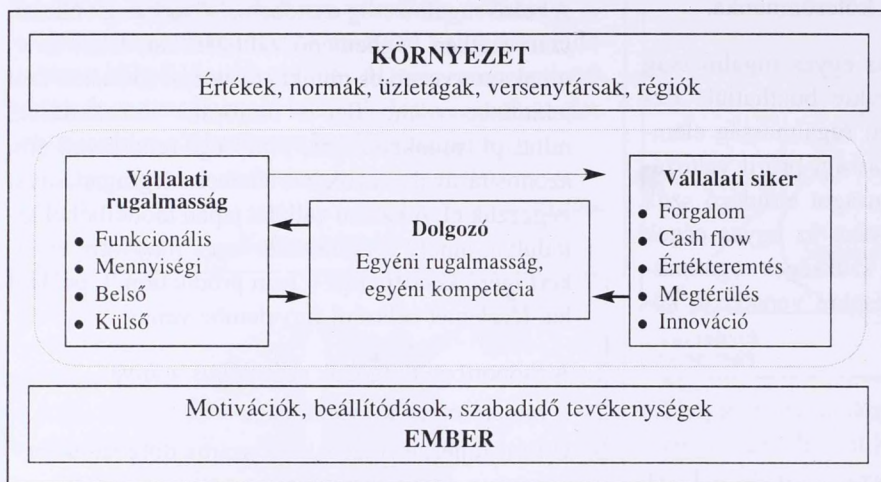 KÖRNYEZET
Értékek, normák, üzletágak, versenytársak, régiók
Vállalati
rugalmasság
• Funkcionális
• Mennyiségi
• Belső
• Külső
Dolgozó
Egyéni rugalmasság,
egyéni kompetencia
Vállalati siker
• Forgalom
• Cash flow
• Értékteremtés
• Megtérülés
• Innováció
Motivációk, beállítódások, szabadidő tevékenységek
EMBER